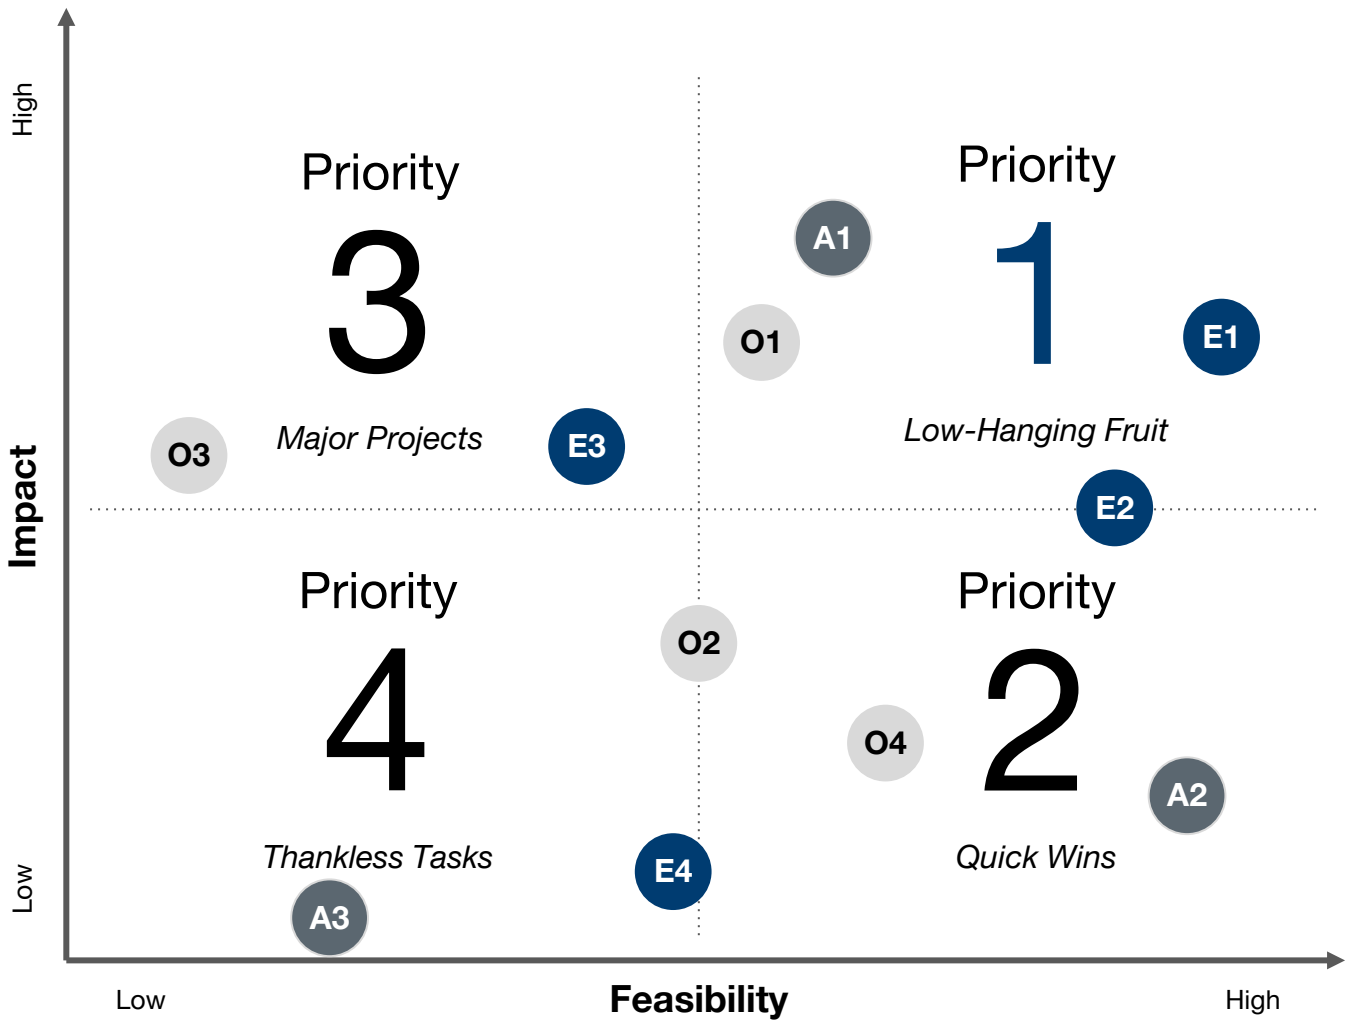 High
Priority
3
Major Projects
O3
E3
Priority
1
Low-Hanging Fruit
A1
O1
E1
E2
Impact
Priority
4
Thankless Tasks
O2
E4
A3
Priority
2
Quick Wins
O4
A2
Low
Low
Feasibility
High